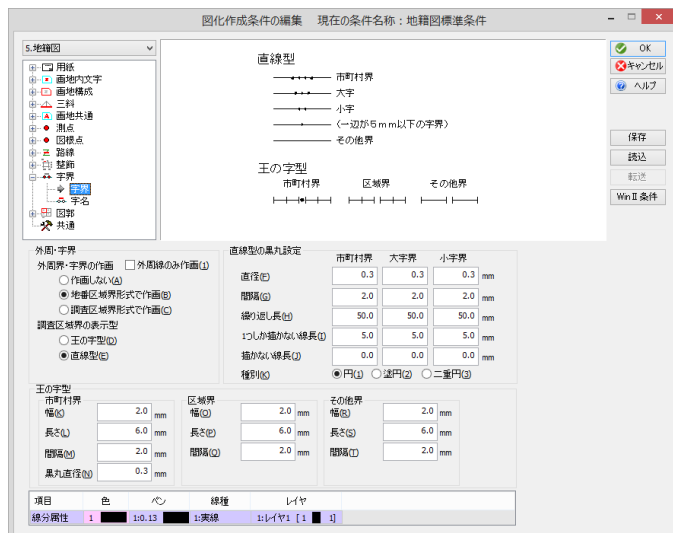 図化作成条件の編集 現在の条件名称：地籍図標準条件
5.地籍図
用紙
画地内文字
画地構成
三斜
画地共通
測点
図根点
路線
整飾
字界
字界
字名
図郭
共通
直線型
市町村界
大字
小字
（一辺が５ｍｍ以下の字界）
その他界
王の字型
市町村界 区域界 その他界
OK
キャンセル
ヘルプ
保存
読込
転送
WinⅡ条件
外周・字界
外周界・字界の作画 外周線のみ作画(1)
作画しない(A)
地番区域界形式で作画(B)
調査区域界形式で作画(C)
調査区域界の表示型
王の字型(D)
直線型(E)
直線型の黒丸設定
市町村界 大字界 小字界
直径(F) 0.3 0.3 0.3 mm
間隔(G) 2.0 2.0 2.0 mm
繰り返し長(H) 50.0 50.0 50.0 mm
1つしか描かない線長(I) 5.0 5.0 5.0 mm
描かない線長(J) 0.0 0.0 0.0 mm
種別(K) 円(1) 塗円(2) 二重円(3)
王の字型
市町村界
幅(K) 2.0 mm
長さ(L) 6.0 mm
間隔(M) 2.0 mm
黒丸直径(N) 0.3 mm
区域界
幅(O) 2.0 mm
長さ(P) 6.0 mm
間隔(Q) 2.0 mm
その他界
幅(R) 2.0 mm
長さ(S) 6.0 mm
間隔(T) 2.0 mm
項目 色 ペン 線種 レイヤ
線分属性 1 1:0.13 1:実線 1:レイヤ1 [ 1 1]